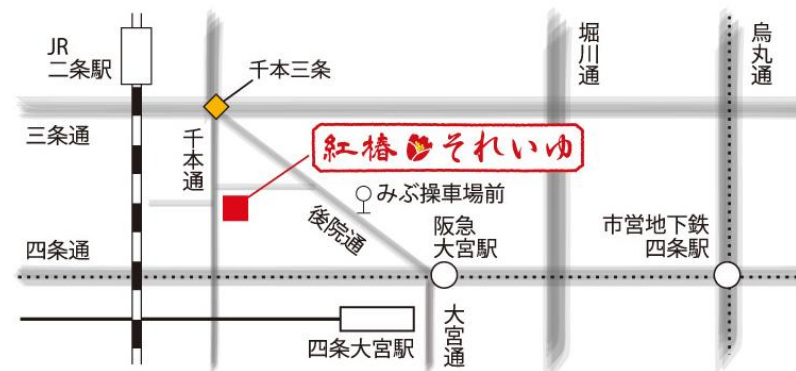 JR
二条駅
千本三条
堀川通
烏丸通
三条通
千本通
紅椿それいゆ
みぶ操車場前
後院通
四条通
阪急
大宮駅
市営地下鉄
四条駅
四条大宮駅
大宮通